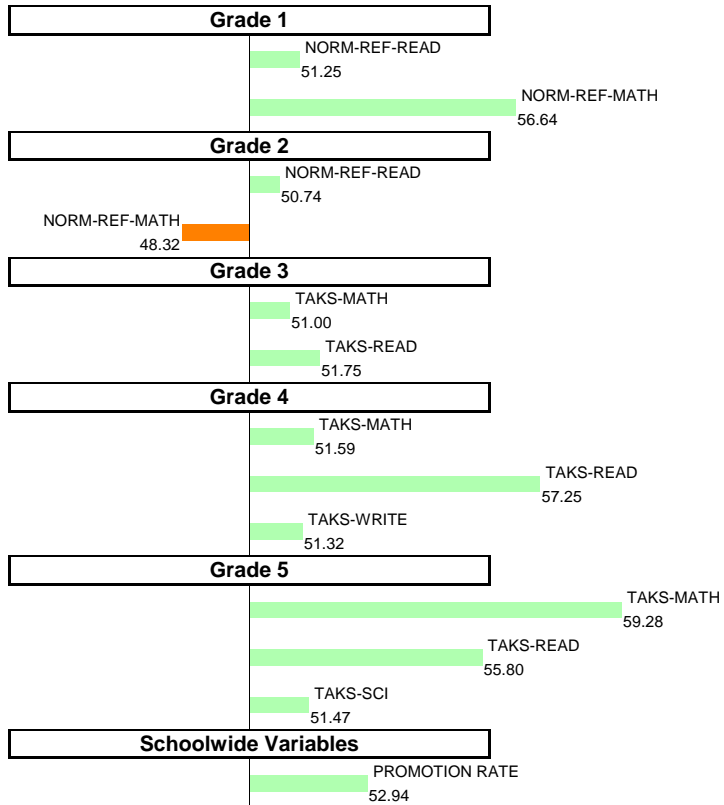 Grade 1
NORM-REF-READ
51.25
NORM-REF-MATH
56.64
Grade 2
NORM-REF-READ
50.74
NORM-REF-MATH
48.32
Grade 3
TAKS-MATH
51.00
TAKS-READ
51.75
Grade 4
TAKS-MATH
51.59
TAKS-READ
57.25
TAKS-WRITE
51.32
Grade 5
TAKS-MATH
59.28
TAKS-READ
55.80
TAKS-SCI
51.47
Schoolwide Variables
PROMOTION RATE
52.94